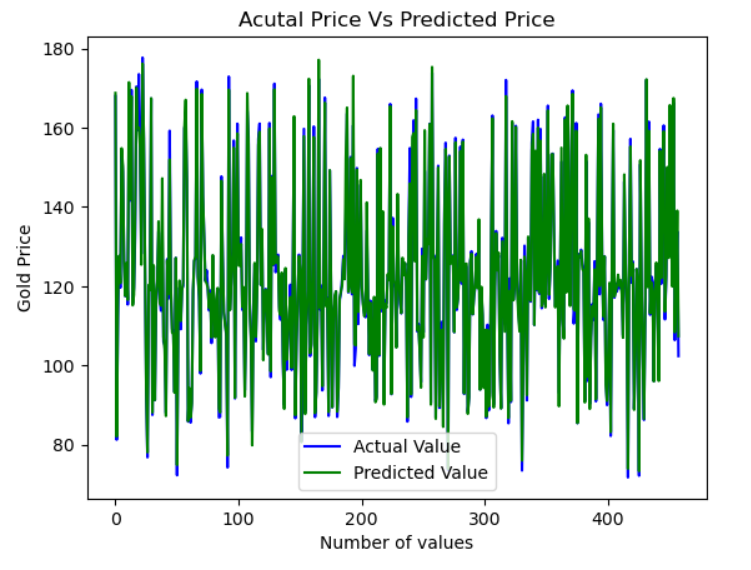 Acutal Price Vs Predicted Price
180
160
140
120
100
80
Gold Price
Actual Value
Predicted Value
0 100 200 300 400
Number of values